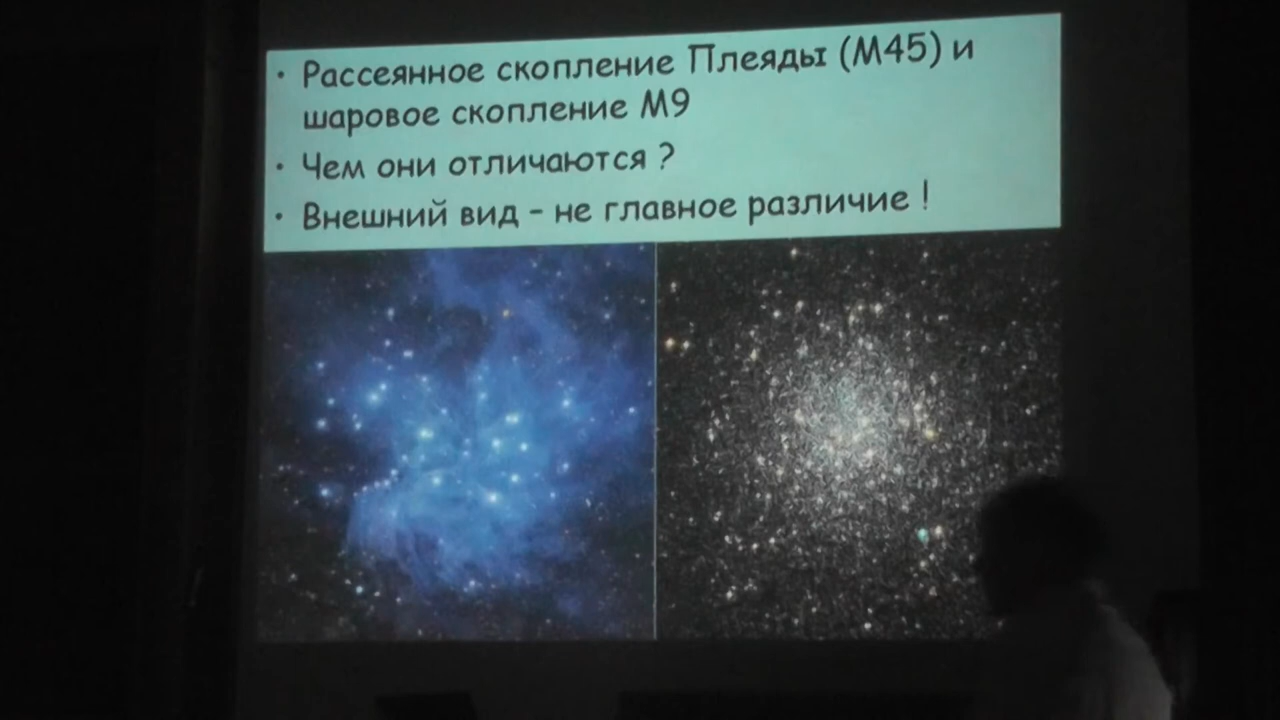 • Рассеянное скопление Плеяды (М45) и
шаровое скопление М9
• Чем они отличаются ?
• Внешний вид – не главное различие !